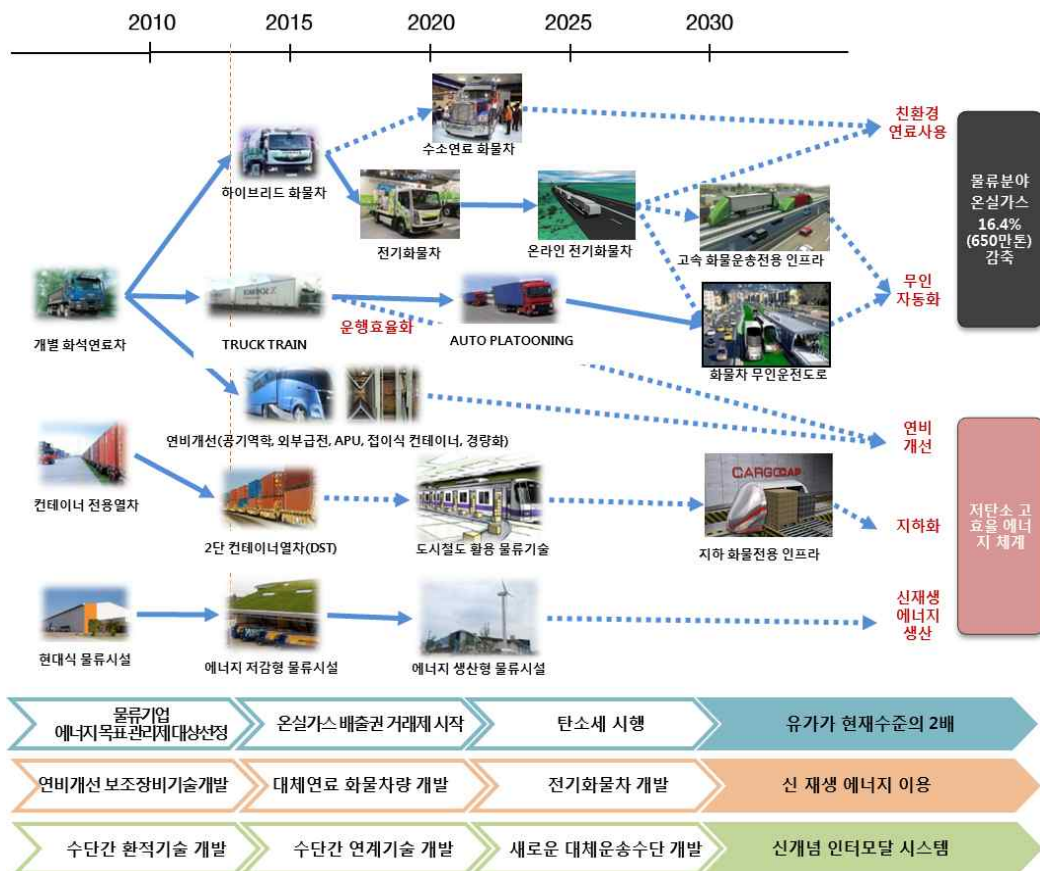 2010
2015
2020
2025
2030
수소연료 화물차
하이브리드 화물차
친환경
연료사용
전기화물차
온라인 전기화물차
고속 화물운송전용 인프라
물류분야
온실가스
16.4%
(650만톤)
감축
개별 화석연료차
TRUCK TRAIN
운행효율화
AUTO PLATOONING
화물차 무인운전도로
무인
자동화
연비개선(공기역학, 외부급전, APU, 접이식 컨테이너, 경량화)
연비
개선
컨테이너 전용열차
2단 컨테이너열차(DST)
도시철도 활용 물류기술
CARGOCAP
지하 화물전용 인프라
지하화
저탄소 고
효율 에너
지 체계
현대식 물류시설
에너지 저감형 물류시설
에너지 생산형 물류시설
신재생
에너지
생산
물류기업
에너지목표관리제대상선정
온실가스 배출권 거래제 시작
탄소세 시행
유가가 현재수준의 2배
연비개선 보조장비기술개발
대체연료 화물차량 개발
전기화물차 개발
신 재생 에너지 이용
수단간 환적기술 개발
수단간 연계기술 개발
새로운 대체운송수단 개발
신개념 인터모달 시스템